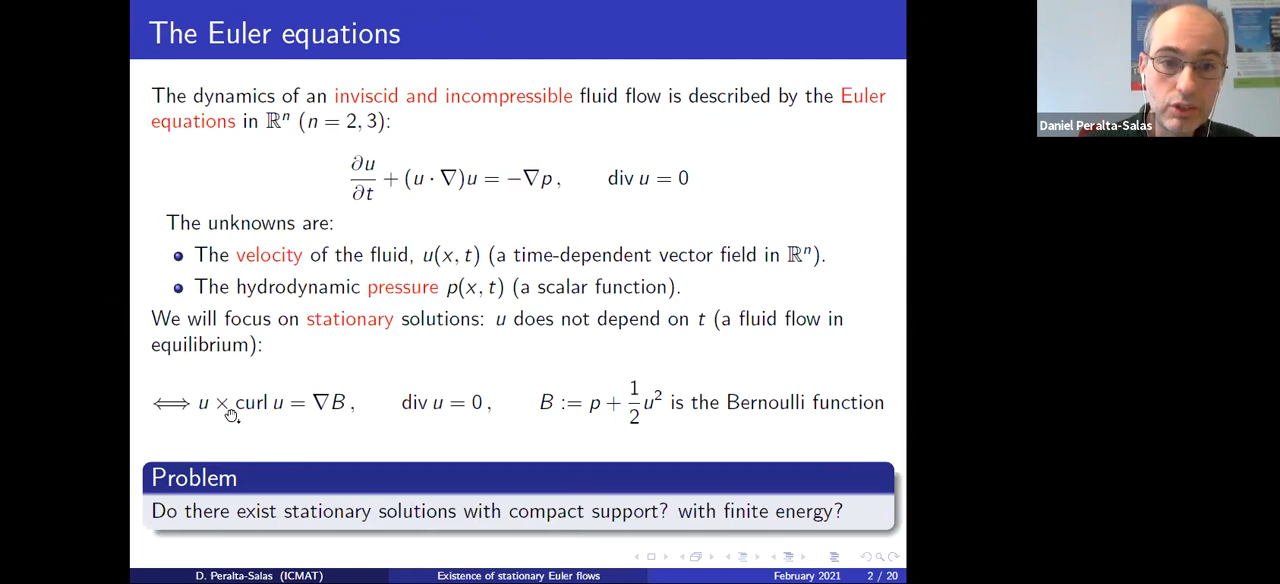 The Euler equations
The dynamics of an inviscid and incompressible fluid flow is described by the Euler
equations in ℝⁿ (n = 2, 3):
∂u/∂t + (u · ∇)u = −∇p , div u = 0
The unknowns are:
The velocity of the fluid, u(x, t) (a time-dependent vector field in ℝⁿ).
The hydrodynamic pressure p(x, t) (a scalar function).
We will focus on stationary solutions: u does not depend on t (a fluid flow in
equilibrium):
⟺ u × curl u = ∇B , div u = 0 , B := p + 1/2 u² is the Bernoulli function
Problem
Do there exist stationary solutions with compact support? with finite energy?
D. Peralta-Salas (ICMAT) Existence of stationary Euler flows February 2021 2 / 20
Daniel Peralta-Salas